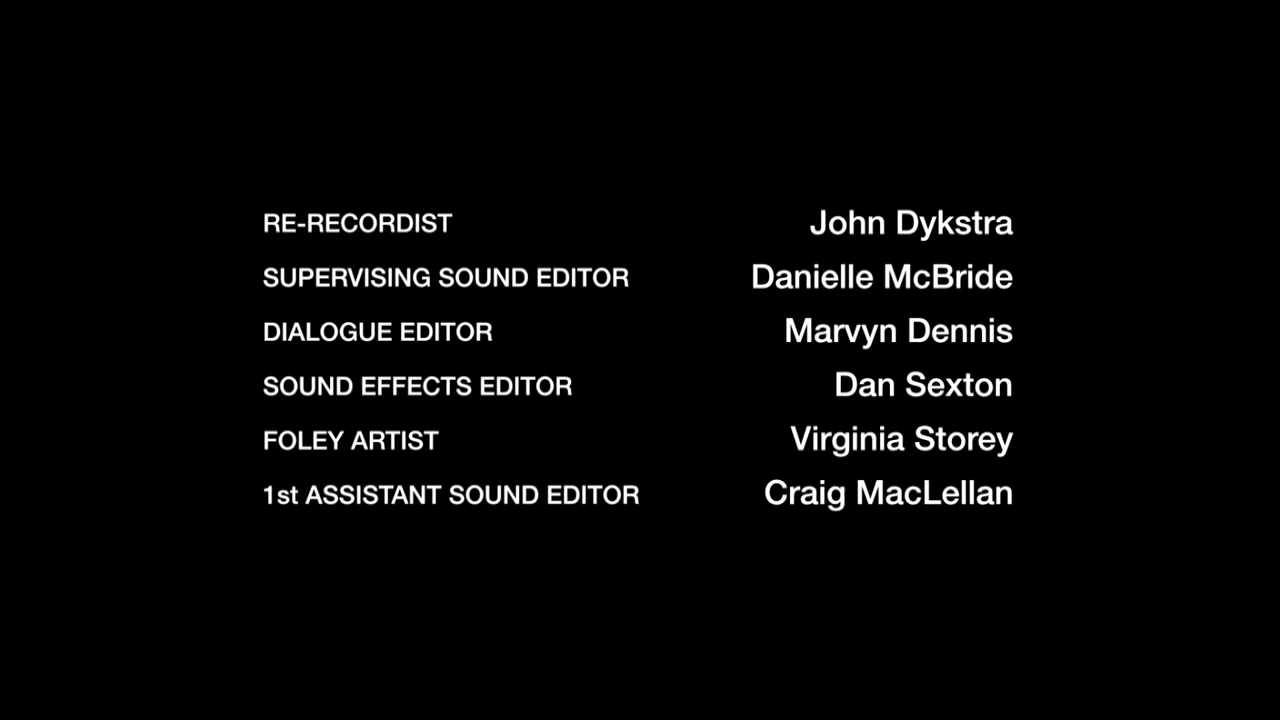 RE-RECORDIST John Dykstra
SUPERVISING SOUND EDITOR Danielle McBride
DIALOGUE EDITOR Marvyn Dennis
SOUND EFFECTS EDITOR Dan Sexton
FOLEY ARTIST Virginia Storey
1st ASSISTANT SOUND EDITOR Craig MacLellan